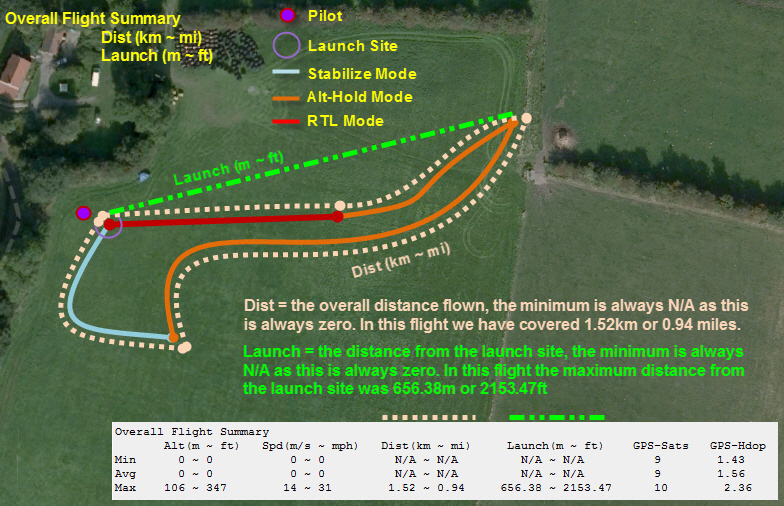 Overall Flight Summary
Dist (km ~ mi)
Launch (m ~ ft)
Pilot
Launch Site
Stabilize Mode
Alt-Hold Mode
RTL Mode
Launch (m ~ ft)
Dist (km ~ mi)
Dist = the overall distance flown, the minimum is always N/A as this
is always zero. In this flight we have covered 1.52km or 0.94 miles.
Launch = the distance from the launch site, the minimum is always
N/A as this is always zero. In this flight the maximum distance from
the launch site was 656.38m or 2153.47ft
Overall Flight Summary
Alt(m ~ ft) Spd(m/s ~ mph) Dist(km ~ mi) Launch(m ~ ft) GPS-Sats GPS-Hdop
Min 0 ~ 0 0 ~ 0 N/A ~ N/A N/A ~ N/A 9 1.43
Avg 0 ~ 0 0 ~ 0 N/A ~ N/A N/A ~ N/A 9 1.56
Max 106 ~ 347 14 ~ 31 1.52 ~ 0.94 656.38 ~ 2153.47 10 2.36